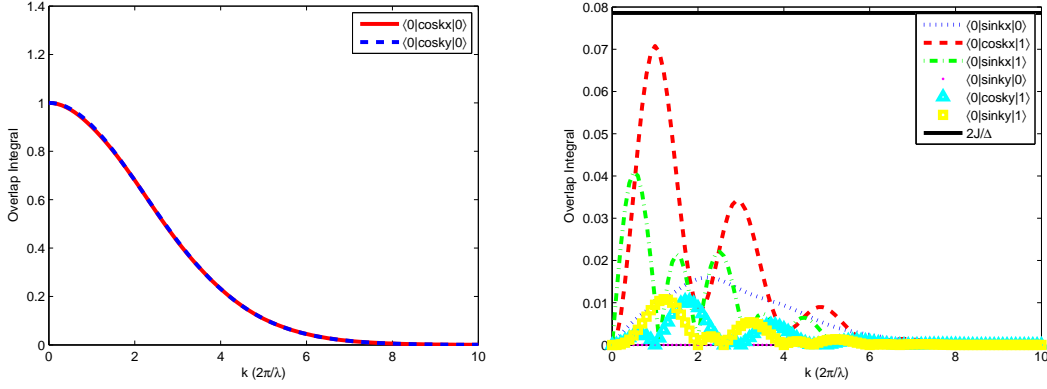 1.4
1.2
1
0.8
0.6
0.4
0.2
0
Overlap Integral
0 2 4 6 8 10
k (2π/λ)
⟨0|coskx|0⟩
⟨0|cosky|0⟩
0.08
0.07
0.06
0.05
0.04
0.03
0.02
0.01
0
Overlap Integral
0 2 4 6 8 10
k (2π/λ)
⟨0|sinkx|0⟩
⟨0|coskx|1⟩
⟨0|sinkx|1⟩
⟨0|sinky|0⟩
⟨0|cosky|1⟩
⟨0|sinky|1⟩
2J/Δ